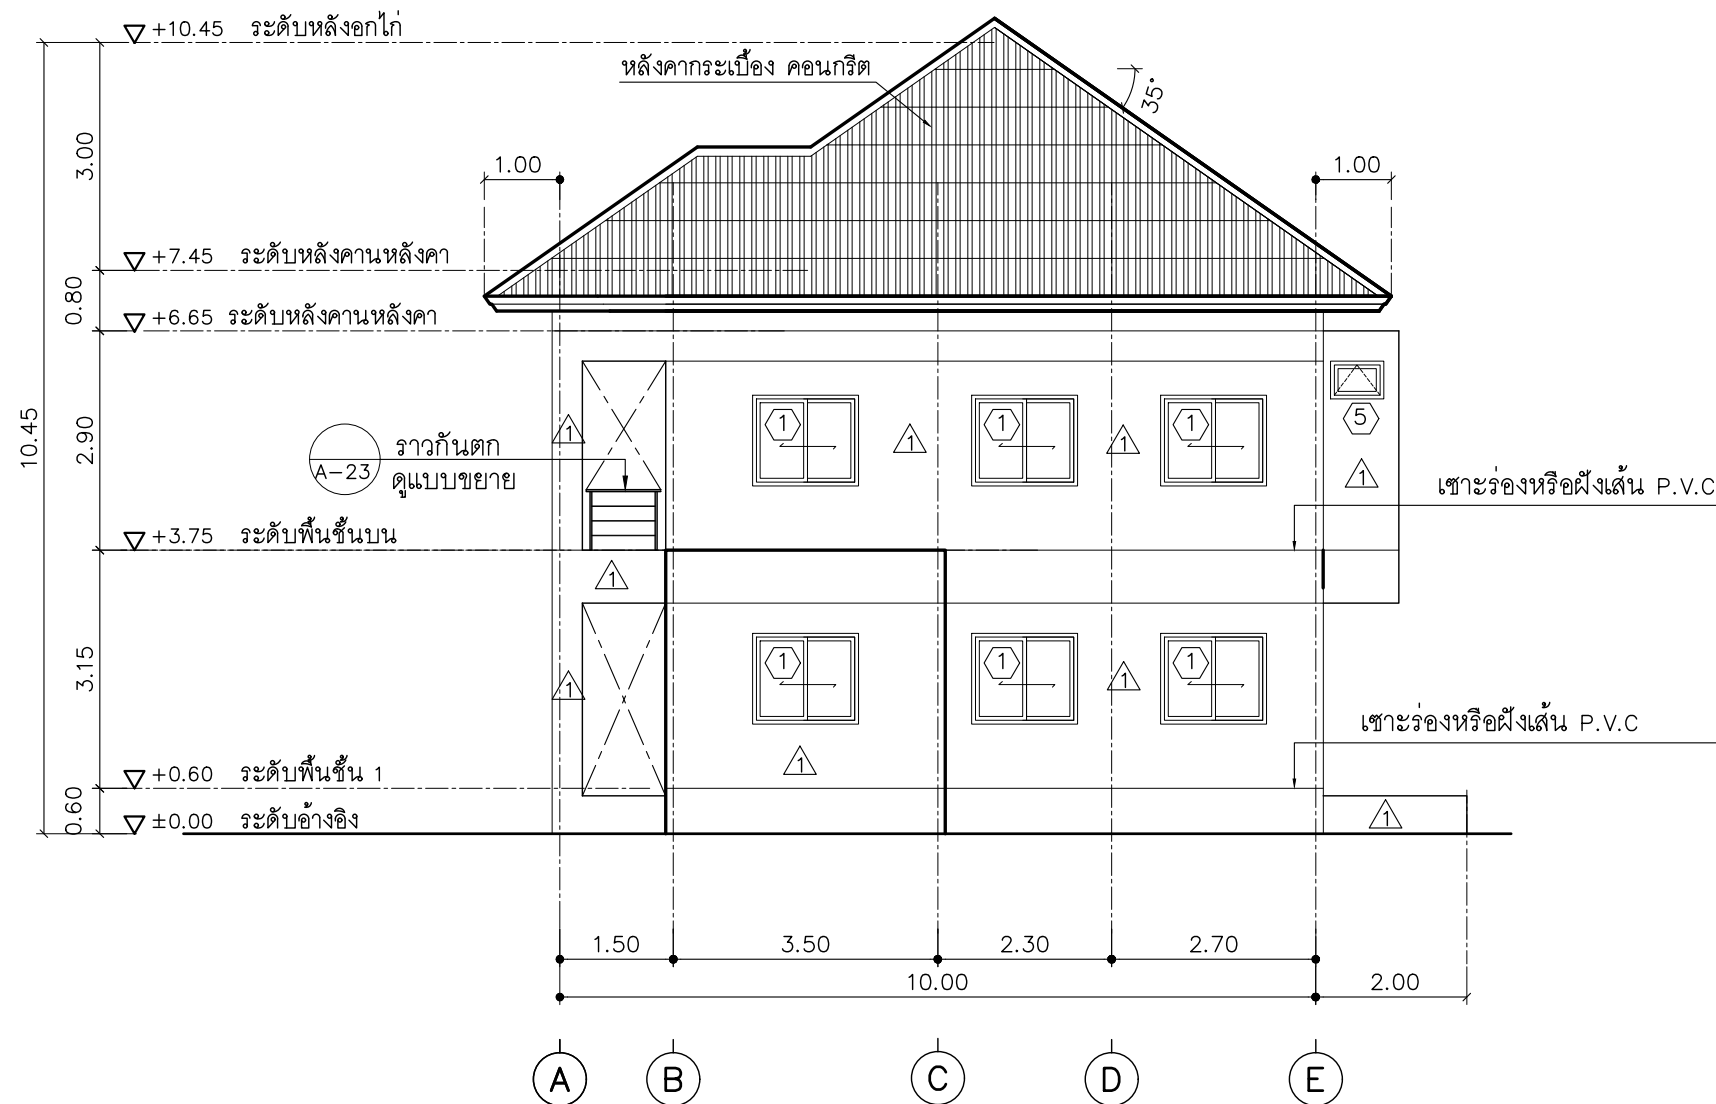 +10.45 ระดับหลังอกไก่
หลังคากระเบื้อง คอนกรีต
35°
3.00
1.00
1.00
+7.45 ระดับหลังคานหลังคา
0.80
+6.65 ระดับหลังคานหลังคา
10.45
2.90
1
1
1
1
1
1
5
1
ราวกันตก
A-23
ดูแบบขยาย
เซาะร่องหรือฝังเส้น P.V.C
+3.75 ระดับพื้นชั้นบน
1
3.15
1
1
1
1
1
1
เซาะร่องหรือฝังเส้น P.V.C
+0.60 ระดับพื้นชั้น 1
0.60
±0.00 ระดับอ้างอิง
1
1.50
3.50
2.30
2.70
10.00
2.00
A
B
C
D
E